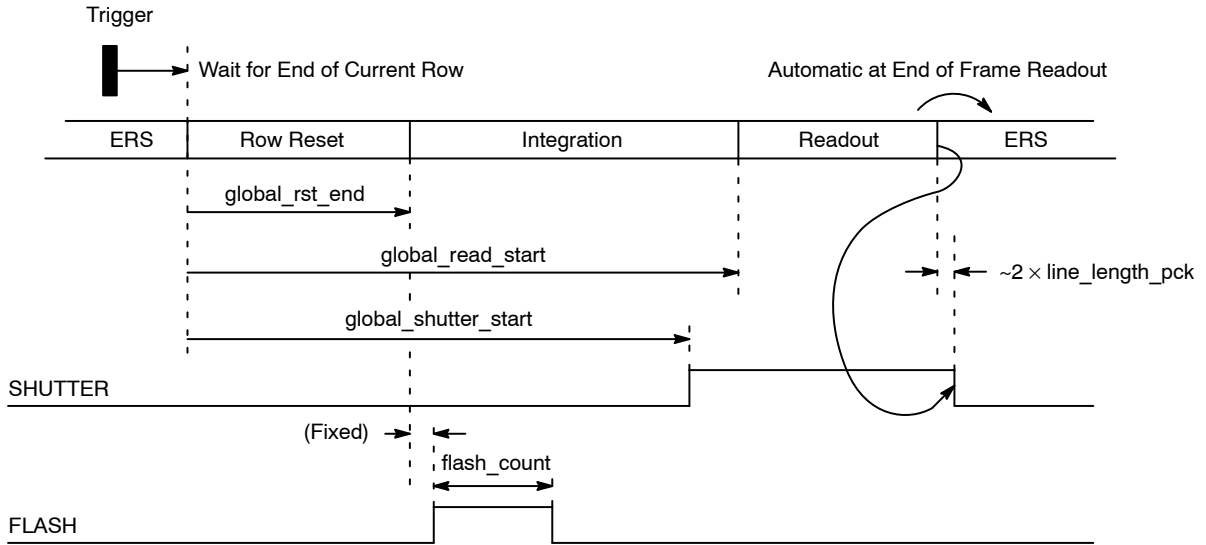 Trigger
Wait for End of Current Row
Automatic at End of Frame Readout
ERS
Row Reset
Integration
Readout
ERS
global_rst_end
global_read_start
~2 × line_length_pck
global_shutter_start
SHUTTER
(Fixed)
flash_count
FLASH